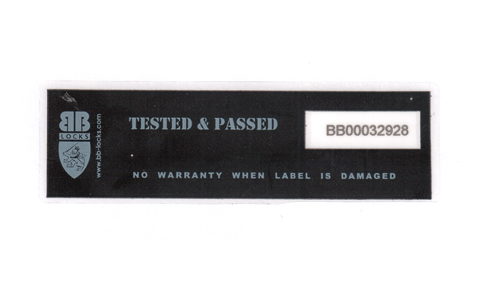 BB
LOCKS
www.bb-locks.com
TESTED & PASSED
BB00032928
NO WARRANTY WHEN LABEL IS DAMAGED